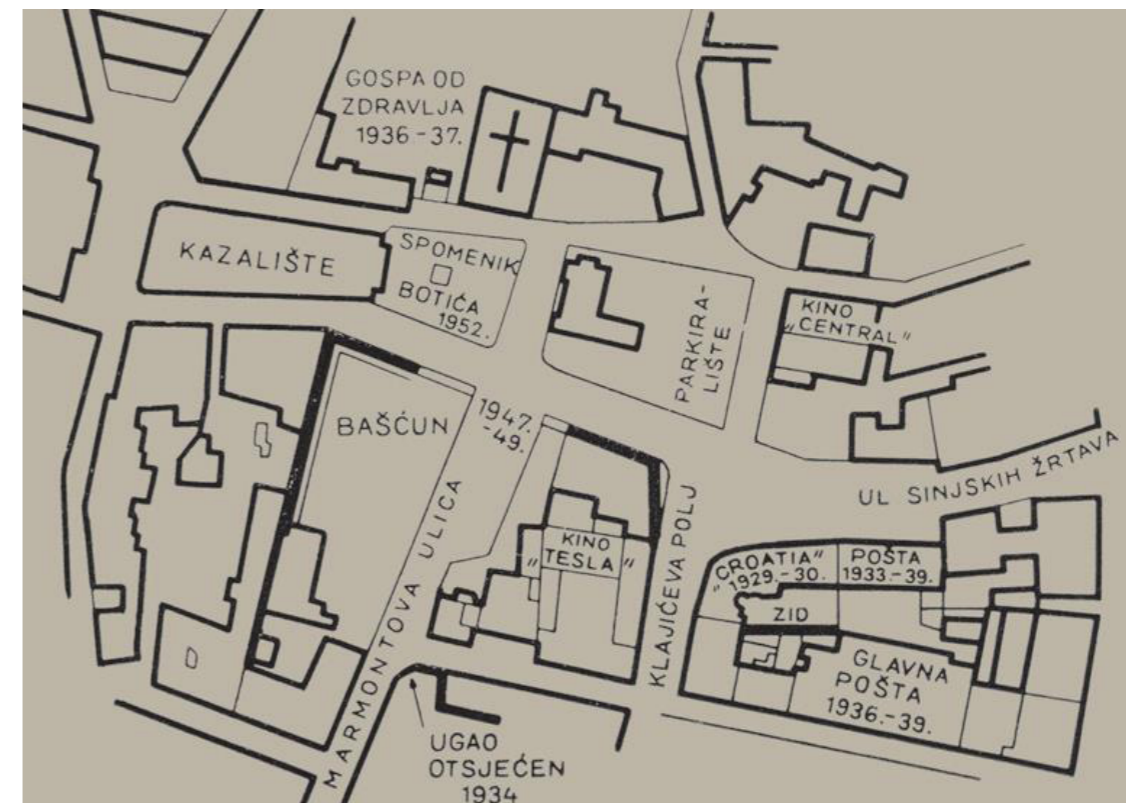 GOSPA OD
ZDRAVLJA
1936-37.
KAZALIŠTE
SPOMENIK
BOTIĆA
1952.
PARKIRA-
LIŠTE
KINO
„CENTRAL"
BAŠĆUN
1947.
-49.
MARMONTOVA ULICA
KINO
„TESLA"
KLAJIĆEVA POLJ
UL SINJSKIH ŽRTAVA
„CROATIA"
1929.-30.
POŠTA
1933.-39.
ZID
GLAVNA
POŠTA
1936.-39.
UGAO
OTSJEĆEN
1934